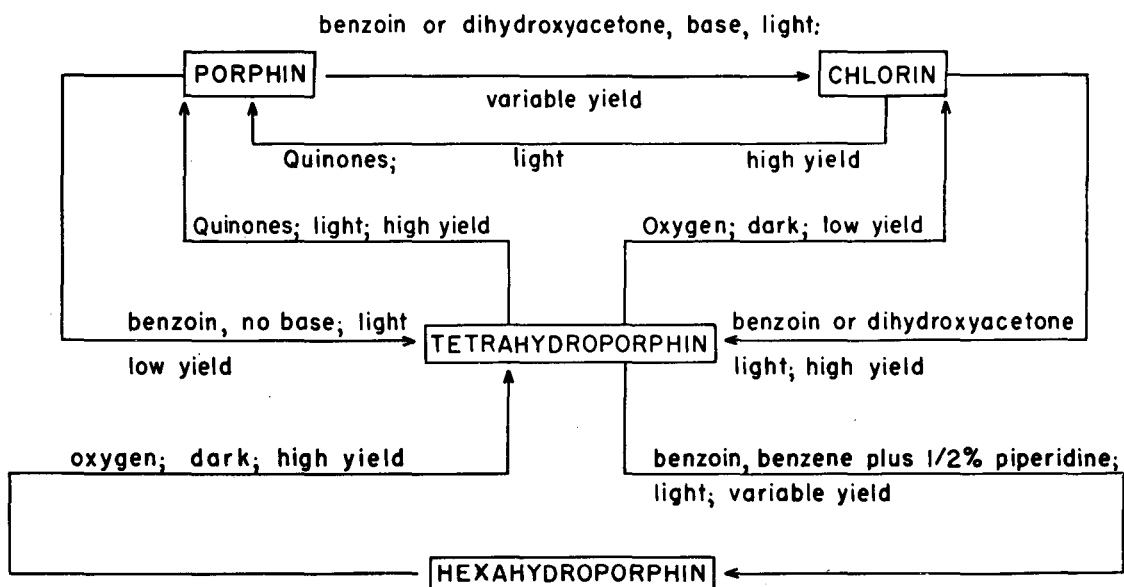 benzoin or dihydroxyacetone, base, light:
PORPHIN
CHLORIN
variable yield
Quinones; light high yield
Quinones; light; high yield
Oxygen; dark; low yield
benzoin, no base; light
low yield
TETRAHYDROPORPHIN
benzoin or dihydroxyacetone
light; high yield
oxygen; dark; high yield
benzoin, benzene plus 1/2% piperidine;
light; variable yield
HEXAHYDROPORPHIN